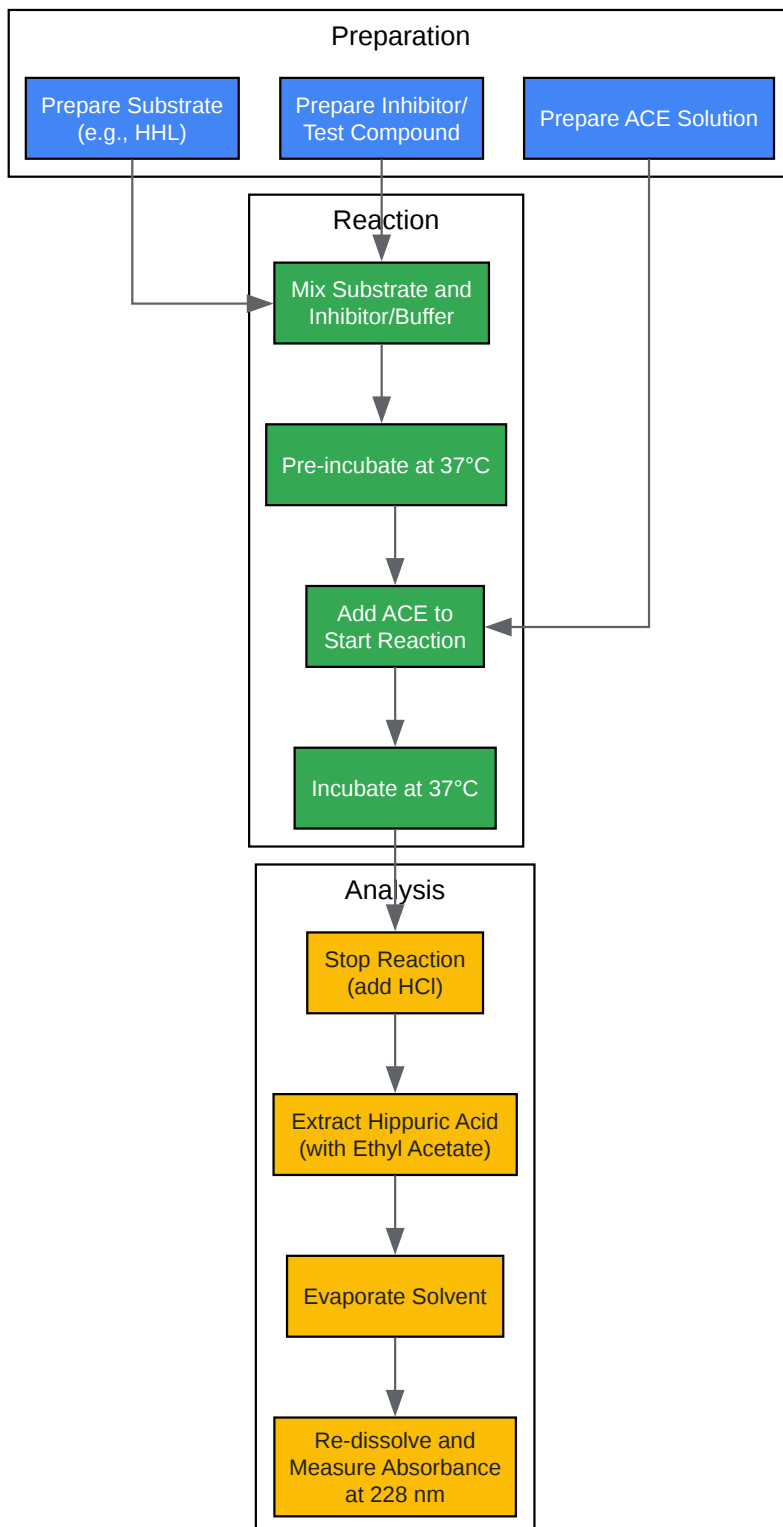 Preparation
Prepare Substrate
(e.g., HHL)
Prepare Inhibitor/
Test Compound
Prepare ACE Solution
Reaction
Mix Substrate and
Inhibitor/Buffer
Pre-incubate at 37°C
Add ACE to
Start Reaction
Incubate at 37°C
Analysis
Stop Reaction
(add HCl)
Extract Hippuric Acid
(with Ethyl Acetate)
Evaporate Solvent
Re-dissolve and
Measure Absorbance
at 228 nm